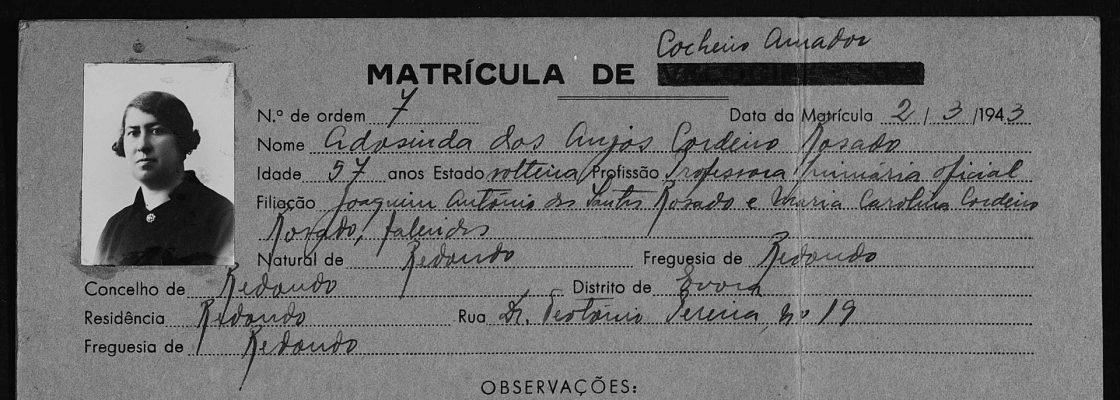 Cocheiro Amador
MATRÍCULA DE
N.º de ordem 7 Data da Matrícula 2 / 3 /1943
Nome Adosinda dos Anjos Cordeiro Rosado
Idade 57 anos Estado solteira Profissão Professora primária oficial
Filiação Joaquim António dos Santos Rosado e Maria Carolina Cordeiro
Rosado, falecidos
Natural de Redondo Freguesia de Redondo
Concelho de Redondo Distrito de Evora
Residência Redondo Rua Dr. Teotónio Pereira, nº 19
Freguesia de Redondo
OBSERVAÇÕES: